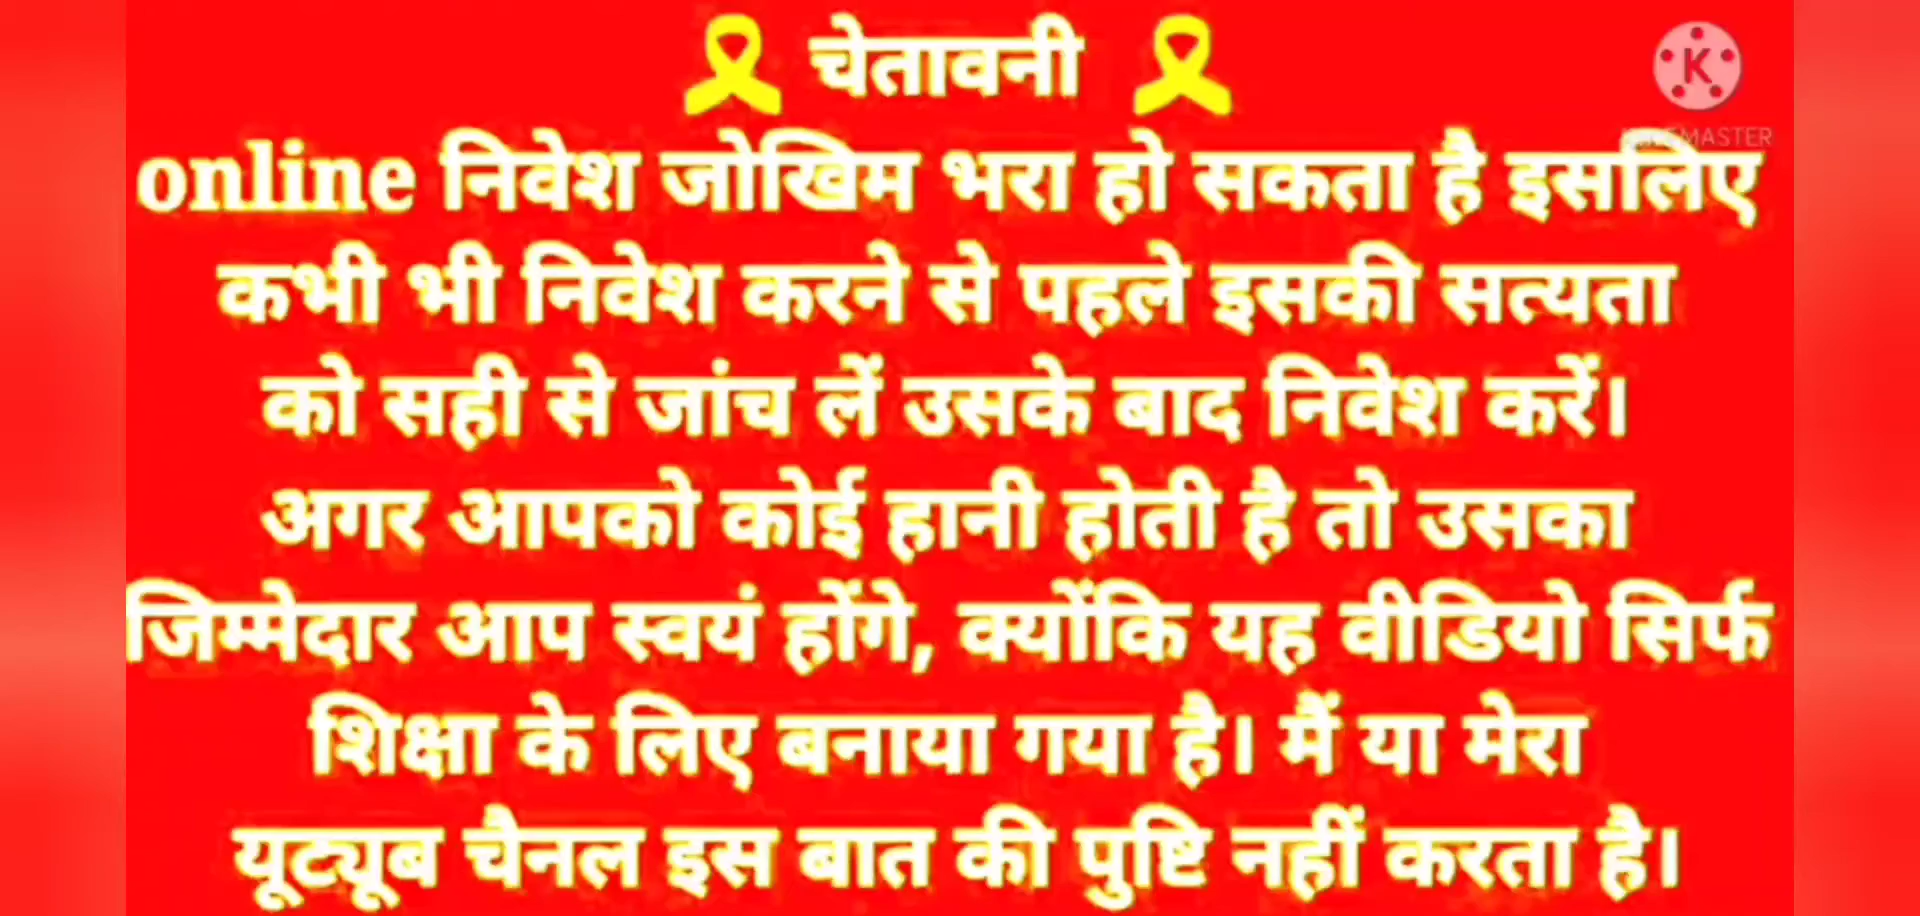 चेतावनी
online निवेश जोखिम भरा हो सकता है इसलिए
कभी भी निवेश करने से पहले इसकी सत्यता
को सही से जांच लें उसके बाद निवेश करें।
अगर आपको कोई हानी होती है तो उसका
जिम्मेदार आप स्वयं होंगे, क्योंकि यह वीडियो सिर्फ
शिक्षा के लिए बनाया गया है। मैं या मेरा
यूट्यूब चैनल इस बात की पुष्टि नहीं करता है।
K
KINEMASTER